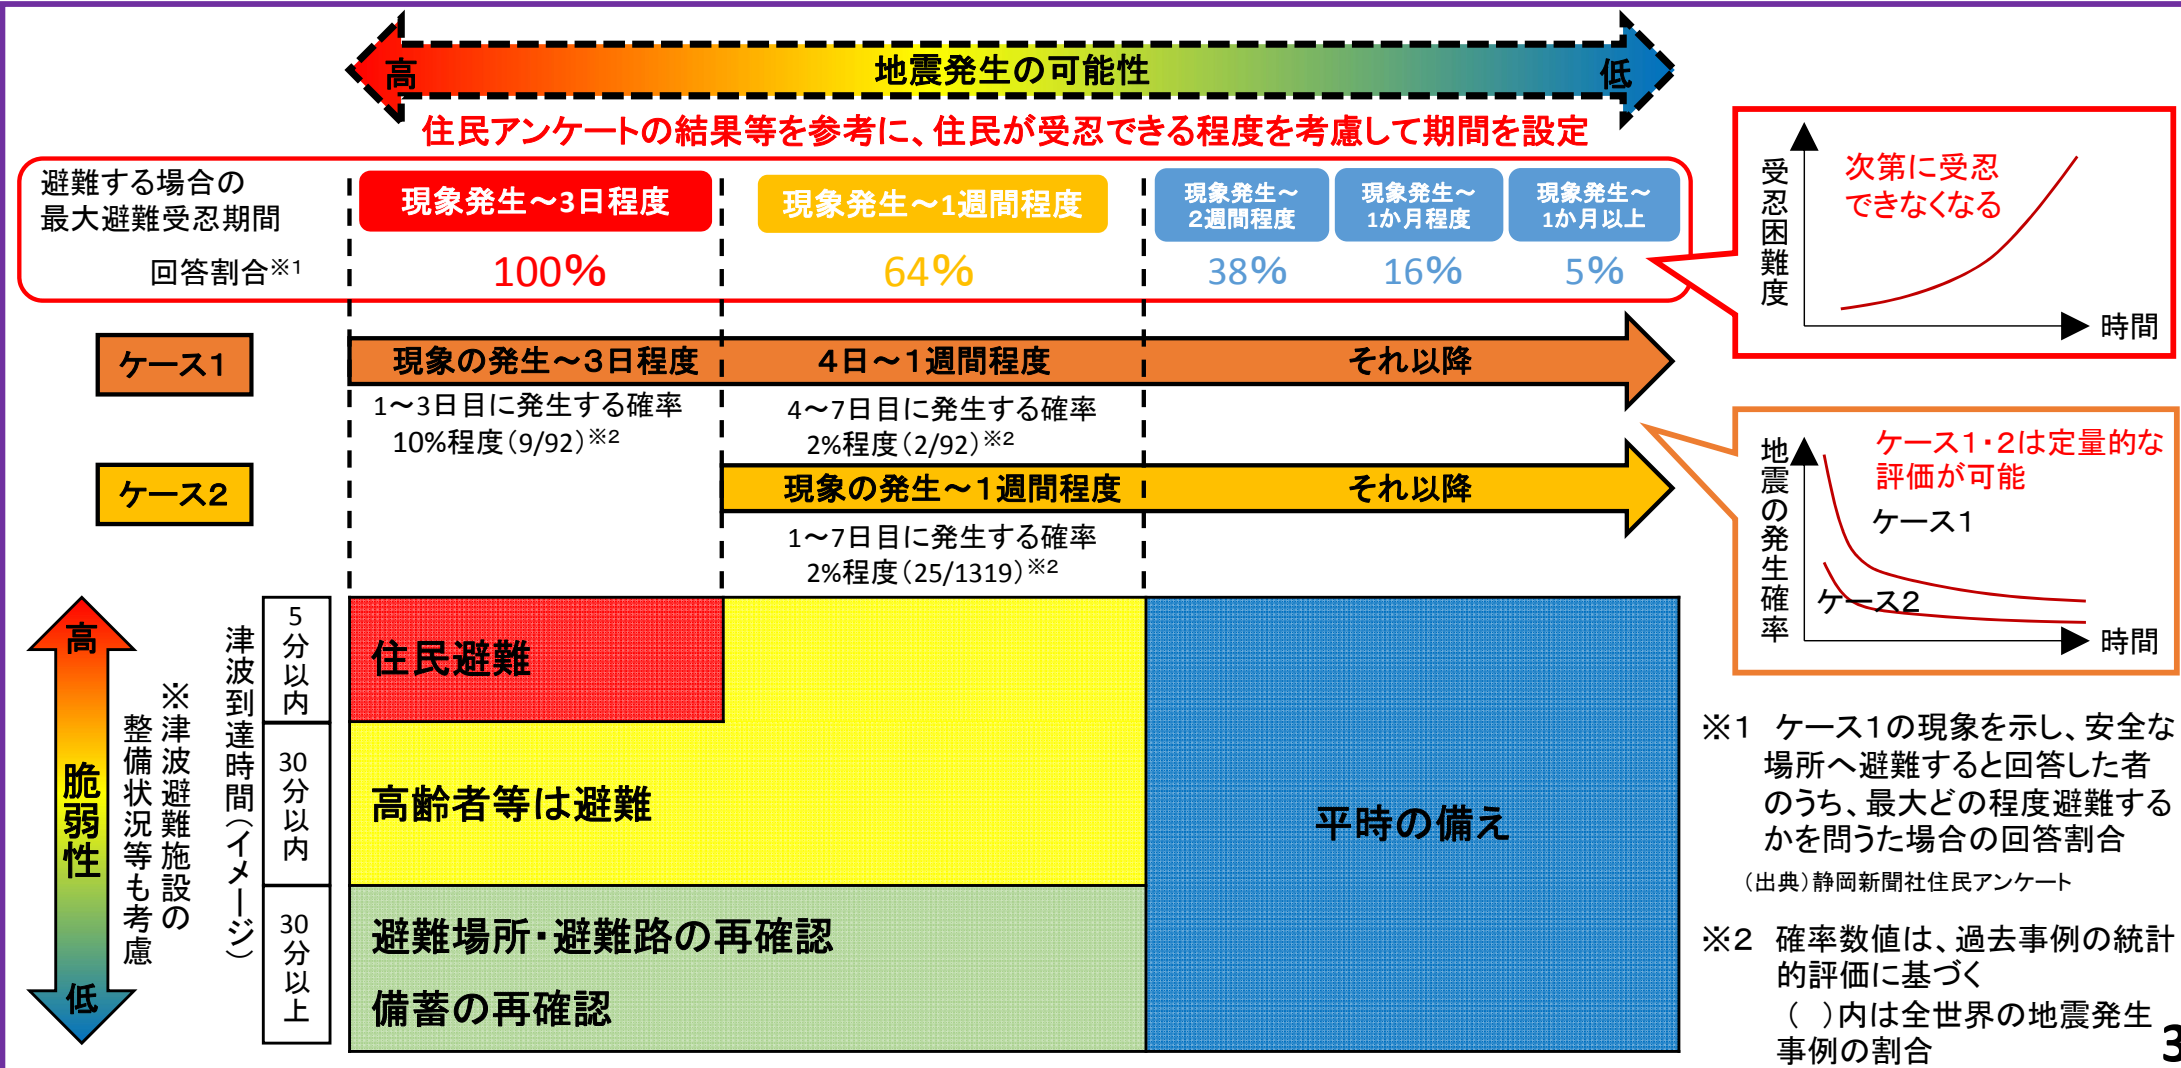 高
地震発生の可能性
低
住民アンケートの結果等を参考に、住民が受忍できる程度を考慮して期間を設定
避難する場合の
最大避難受忍期間
回答割合※1
現象発生～3日程度
100%
現象発生～1週間程度
64%
現象発生～
2週間程度
38%
現象発生～
1か月程度
16%
現象発生～
1か月以上
5%
受忍困難度
次第に受忍
できなくなる
時間
ケース1
現象の発生～3日程度
4日～1週間程度
それ以降
1～3日目に発生する確率
10%程度（9/92）※2
4～7日目に発生する確率
2%程度（2/92）※2
ケース2
現象の発生～1週間程度
それ以降
1～7日目に発生する確率
2%程度（25/1319）※2
地震の発生確率
ケース1・2は定量的な
評価が可能
ケース1
ケース2
時間
高
脆弱性
低
※津波避難施設の
整備状況等も考慮
津波到達時間（イメージ）
5分以内
30分以内
30分以上
住民避難
高齢者等は避難
避難場所・避難路の再確認
備蓄の再確認
平時の備え
※1 ケース1の現象を示し、安全な
場所へ避難すると回答した者
のうち、最大どの程度避難する
かを問うた場合の回答割合
（出典）静岡新聞社住民アンケート
※2 確率数値は、過去事例の統計
的評価に基づく
（ ）内は全世界の地震発生
事例の割合
3